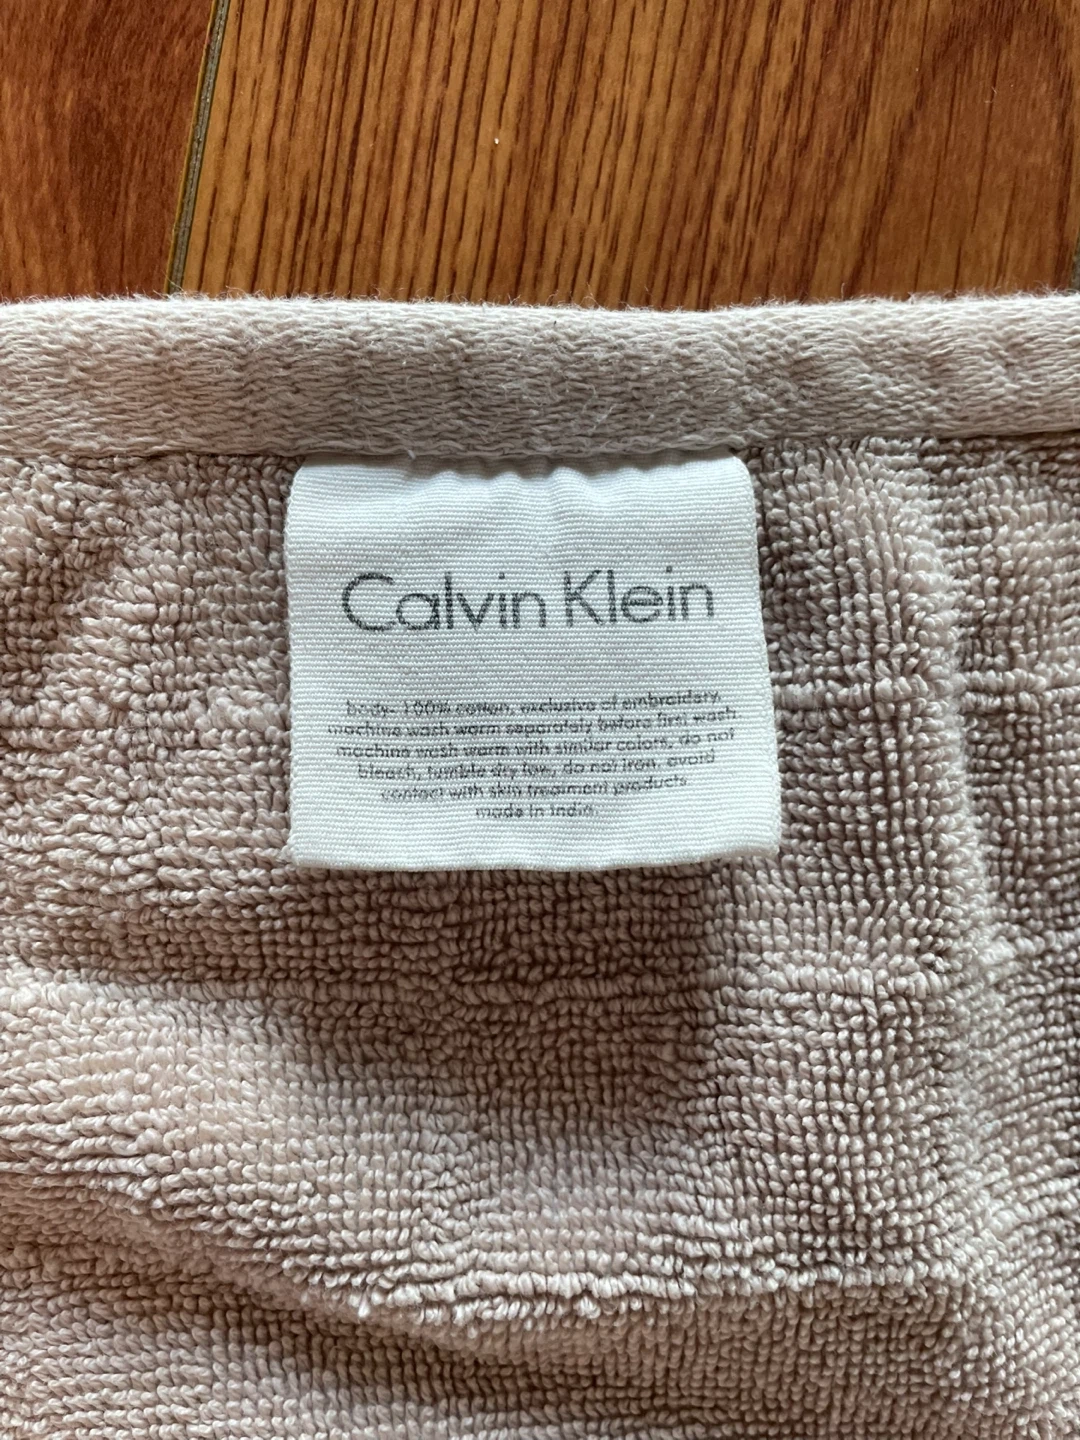 Calvin Klein
body- 100% cotton, exclusive of embroidery.
machine wash warm separately before first wash
machine wash warm with similar colors, do not
bleach, tumble dry low, do not iron, avoid
contact with skin treatment products
made in India.